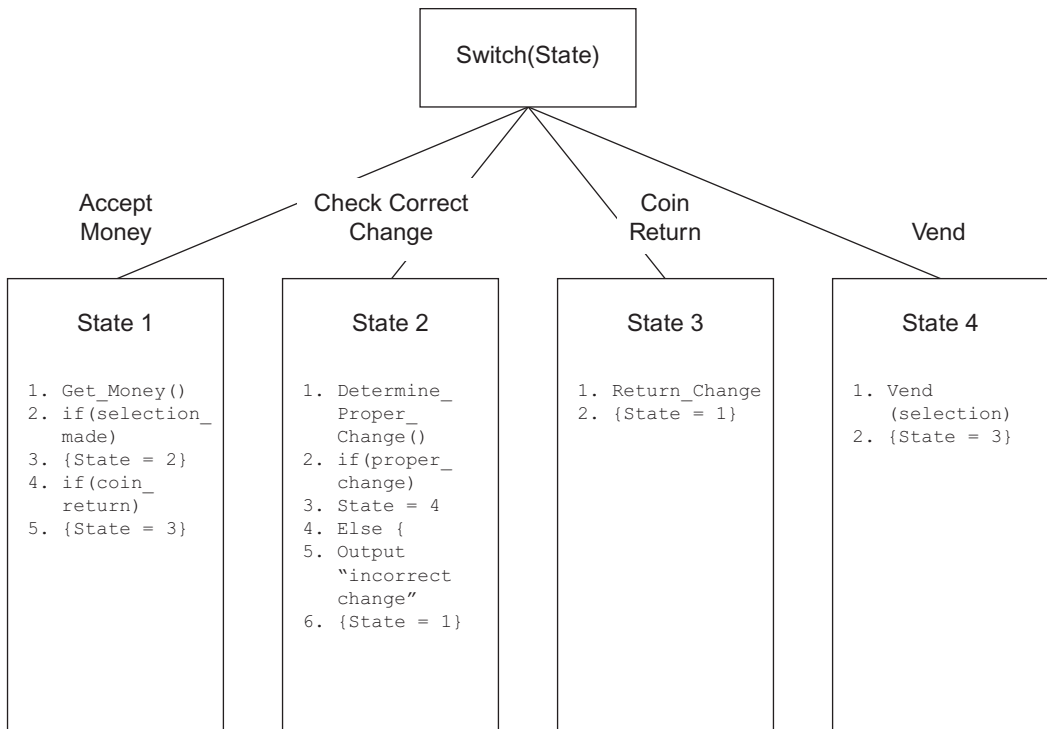 Switch(State)
Accept
Money
Check Correct
Change
Coin
Return
Vend
State 1
1. Get_Money()
2. if(selection_
made)
3. {State = 2}
4. if(coin_
return)
5. {State = 3}
State 2
1. Determine_
Proper_
Change()
2. if(proper_
change)
3. State = 4
4. Else {
5. Output
“incorrect
change”
6. {State = 1}
State 3
1. Return_Change
2. {State = 1}
State 4
1. Vend
(selection)
2. {State = 3}